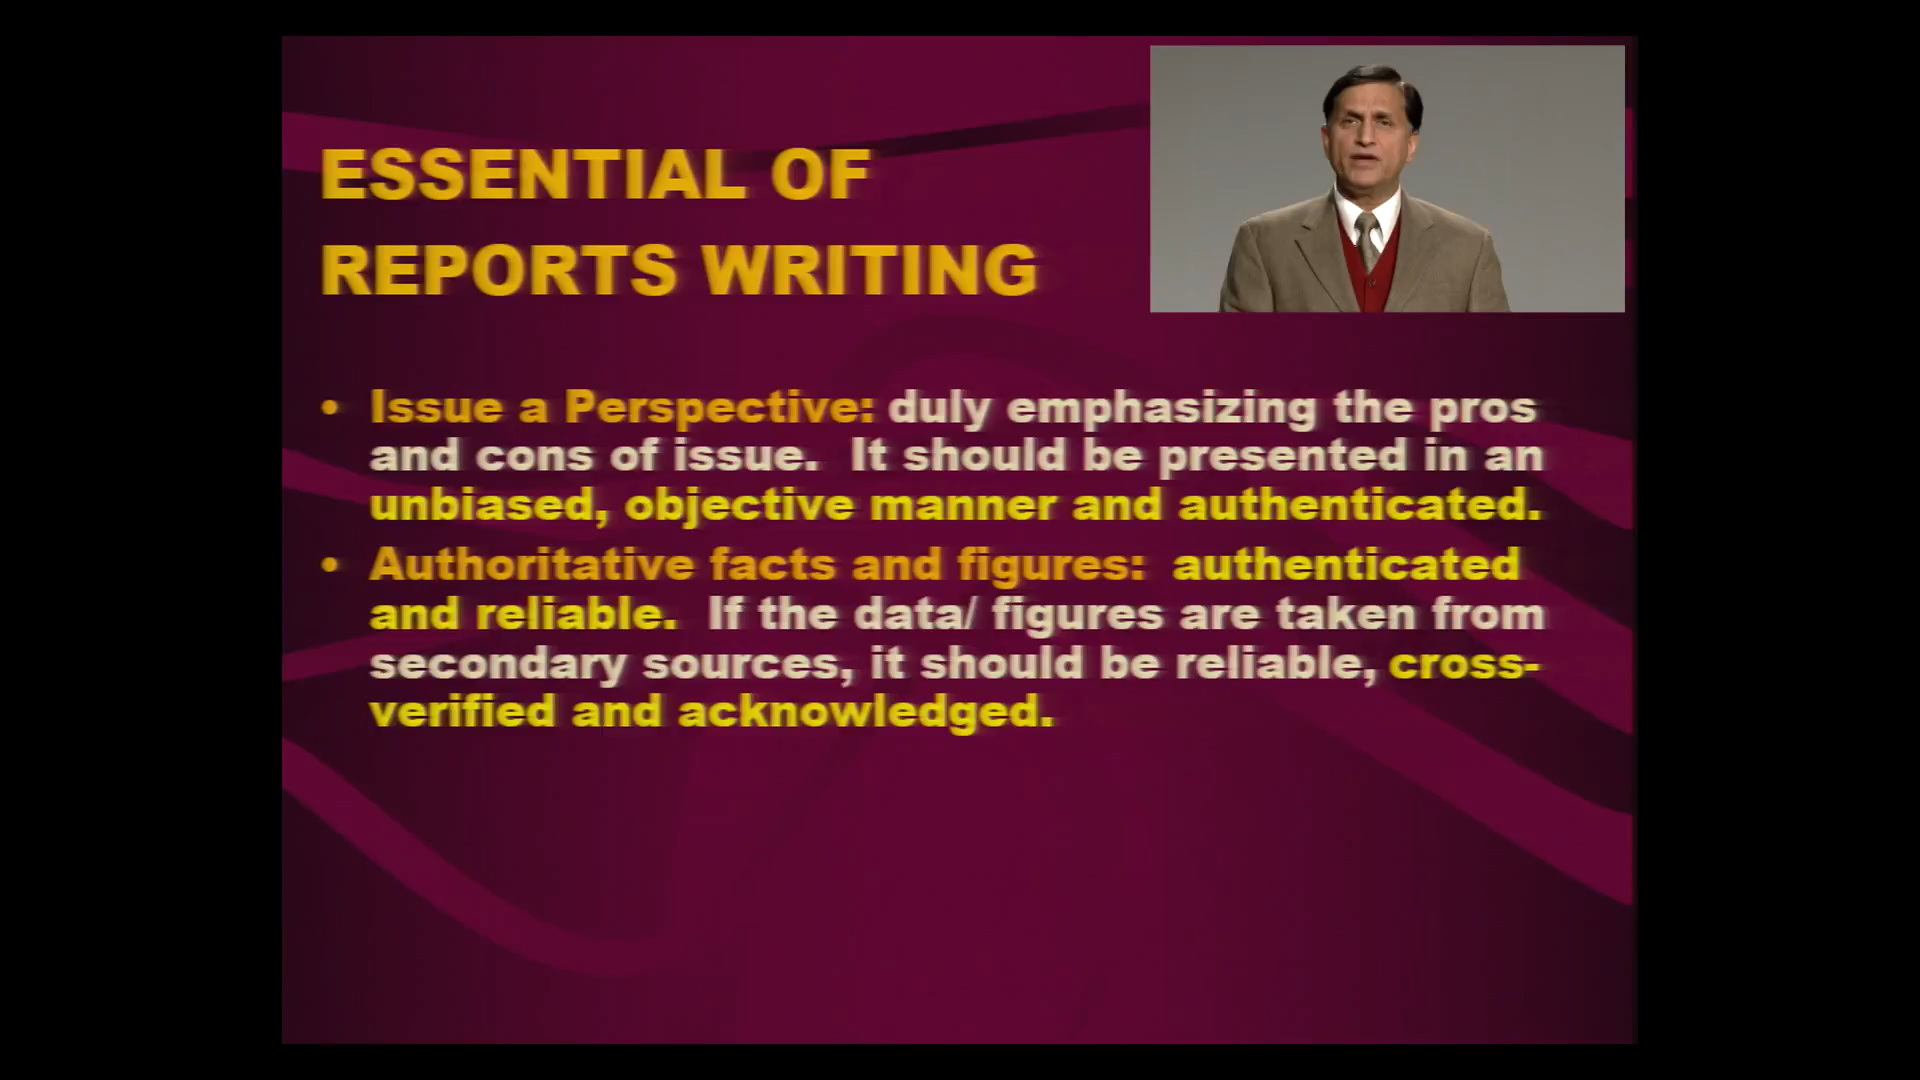 ESSENTIAL OF
REPORTS WRITING
• Issue a Perspective: duly emphasizing the pros
and cons of issue. It should be presented in an
unbiased, objective manner and authenticated.
• Authoritative facts and figures: authenticated
and reliable. If the data/ figures are taken from
secondary sources, it should be reliable, cross-
verified and acknowledged.